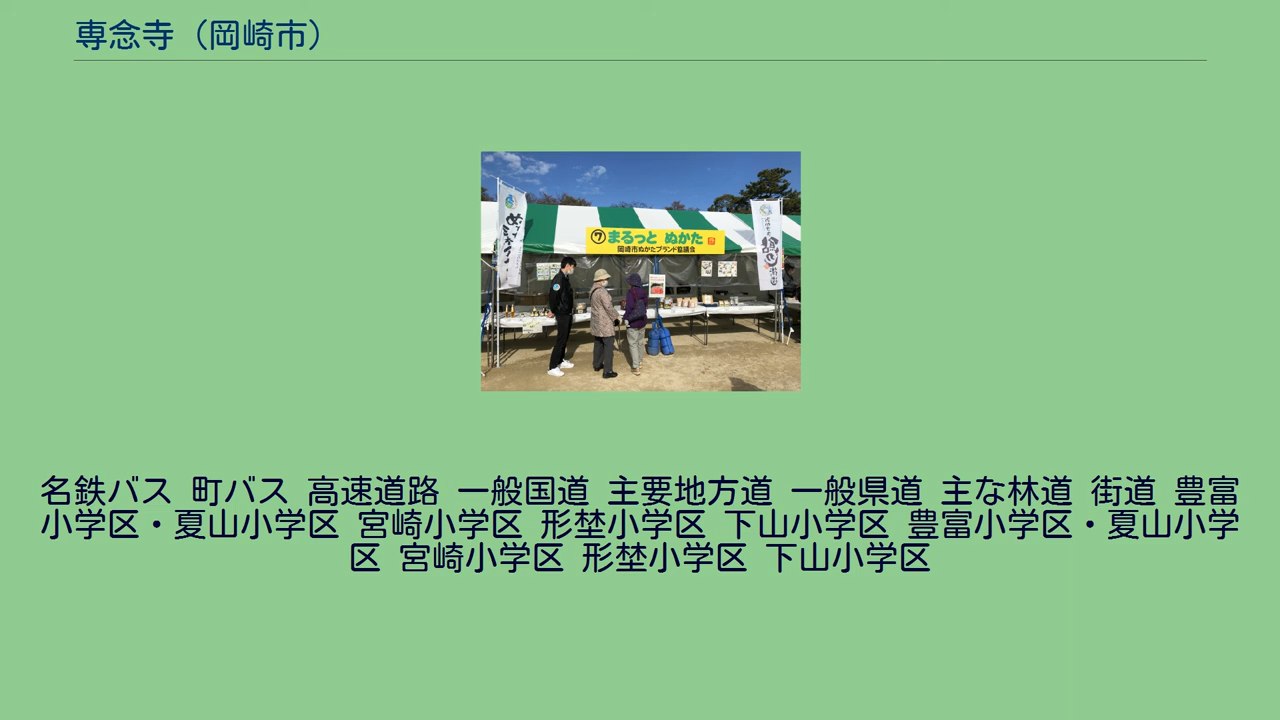 専念寺（岡崎市）
⑦まるっと ぬかた
岡崎市ぬかたブランド協議会
名鉄バス 町バス 高速道路 一般国道 主要地方道 一般県道 主な林道 街道 豊富
小学区・夏山小学区 宮崎小学区 形埜小学区 下山小学区 豊富小学区・夏山小学
区 宮崎小学区 形埜小学区 下山小学区